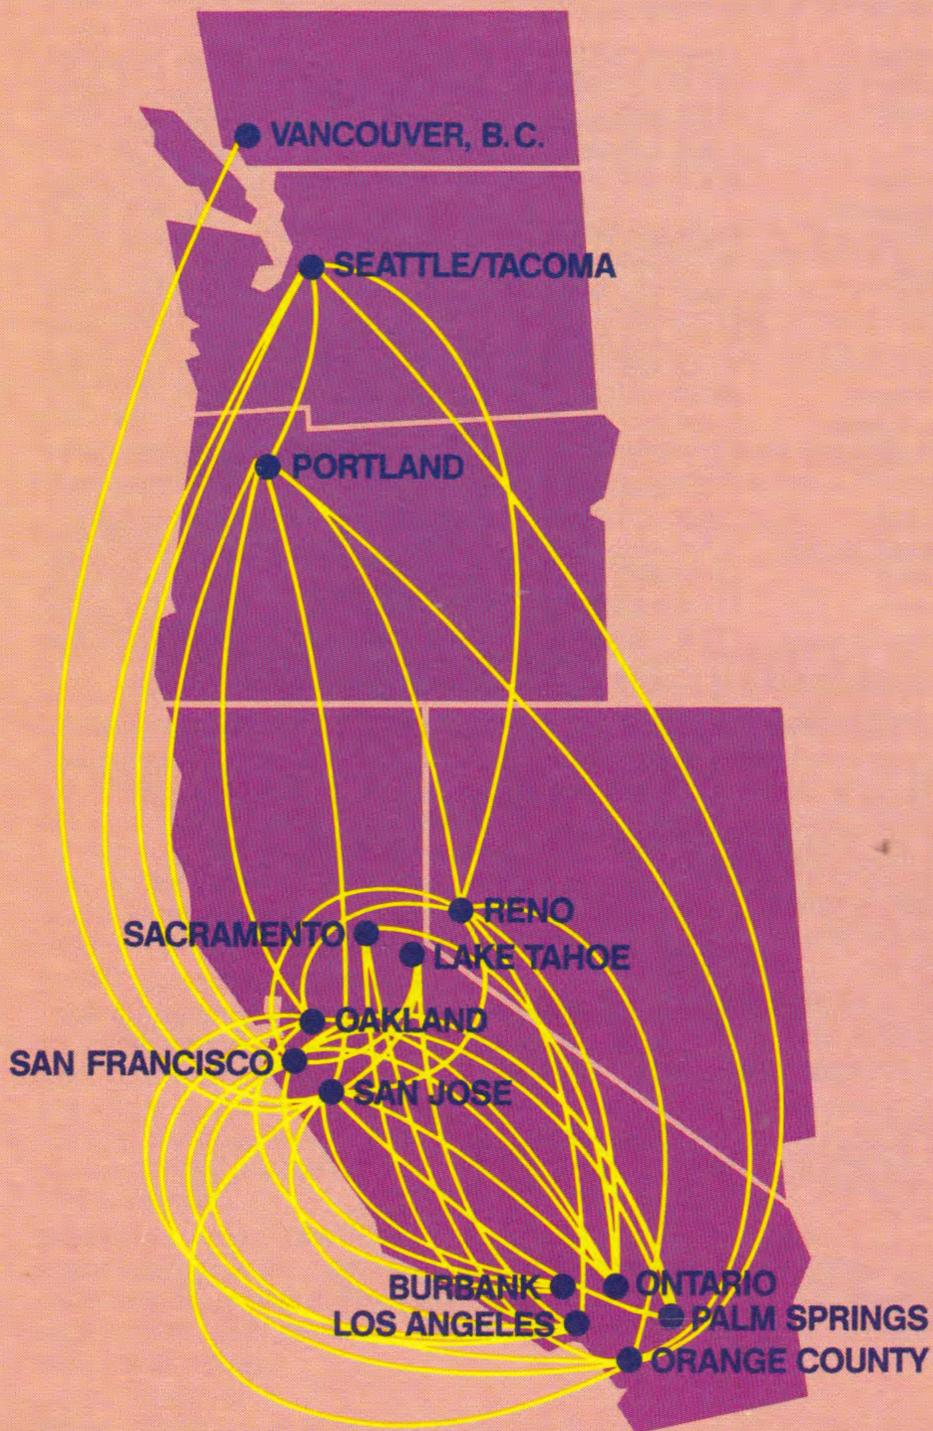 VANCOUVER, B.C.
SEATTLE/TACOMA
PORTLAND
RENO
SACRAMENTO
LAKE TAHOE
OAKLAND
SAN FRANCISCO
SAN JOSE
BURBANK
ONTARIO
PALM SPRINGS
LOS ANGELES
ORANGE COUNTY